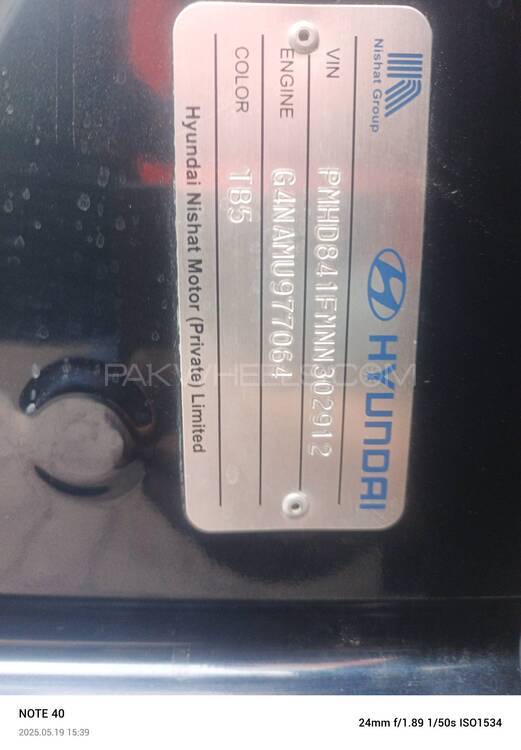 Nishat Group
HYUNDAI
VIN PMHD841FMNN302912
ENGINE G4NAMU977064
COLOR TB5
Hyundai Nishat Motor (Private) Limited
PAKWHEELS.COM
NOTE 40
2025.05.19 15:39
24mm f/1.89 1/50s ISO1534